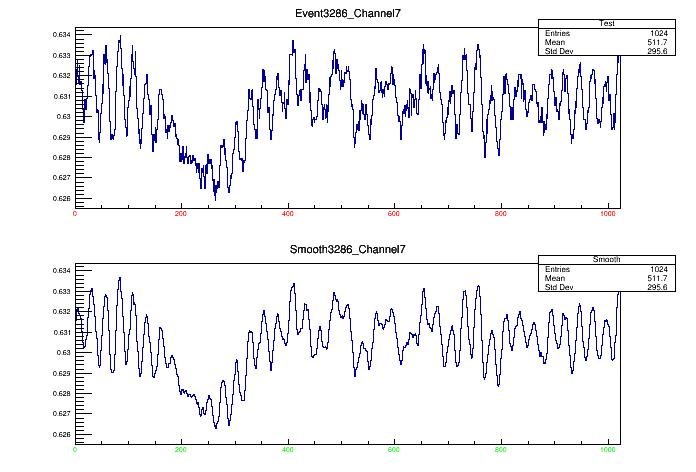 Event3286_Channel7
Test
Entries 1024
Mean 511.7
Std Dev 295.6
0.634
0.633
0.632
0.631
0.63
0.629
0.628
0.627
0.626
0 200 400 600 800 1000
Smooth3286_Channel7
Smooth
Entries 1024
Mean 511.7
Std Dev 295.6
0.634
0.633
0.632
0.631
0.63
0.629
0.628
0.627
0.626
0 200 400 600 800 1000